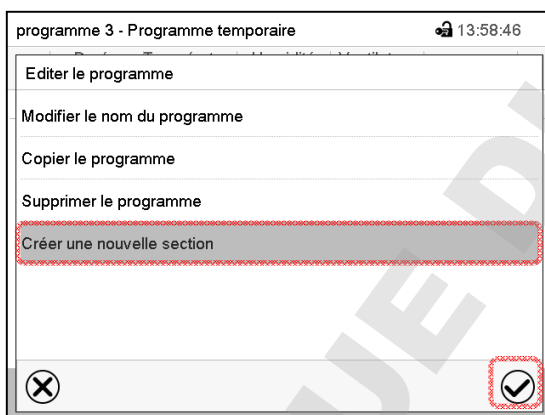 programme 3 - Programme temporaire 13:58:46
Editer le programme
Modifier le nom du programme
Copier le programme
Supprimer le programme
Créer une nouvelle section
UE D